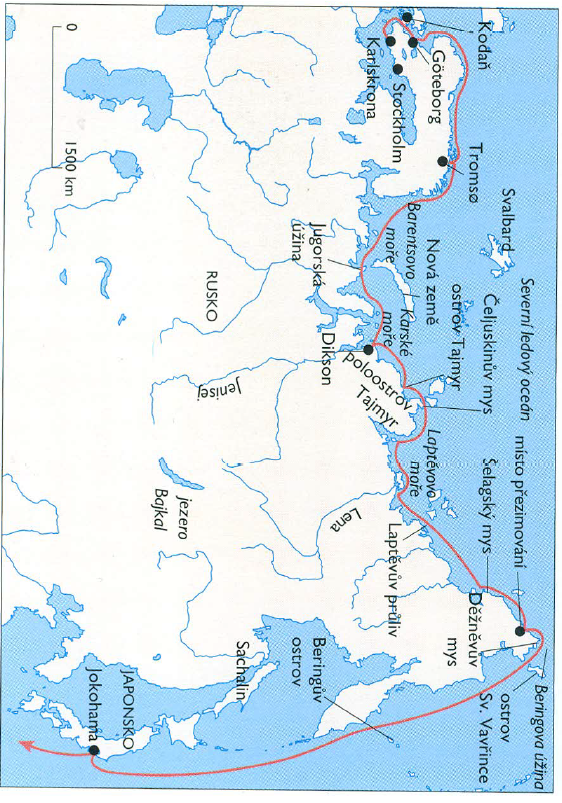 Kodaň
Göteborg
Karlskrona
Stockholm
Tromsø
Svalbard
Severní ledový oceán
Barentsovo
moře
Nová země
Karské
moře
ostrov Tajmyr
Čeljuskinův mys
Jugorská
úžina
Dikson
poloostrov
Tajmyr
Laptěvovo
moře
místo přezimování
Šelagský mys
Laptěvův průliv
Děžněvův
mys
Beringova úžina
ostrov
Sv. Vavřince
Beringův
ostrov
RUSKO
Jenisej
Lena
jezero
Bajkal
Sachalin
JAPONSKO
Jokohama
0
1500 km